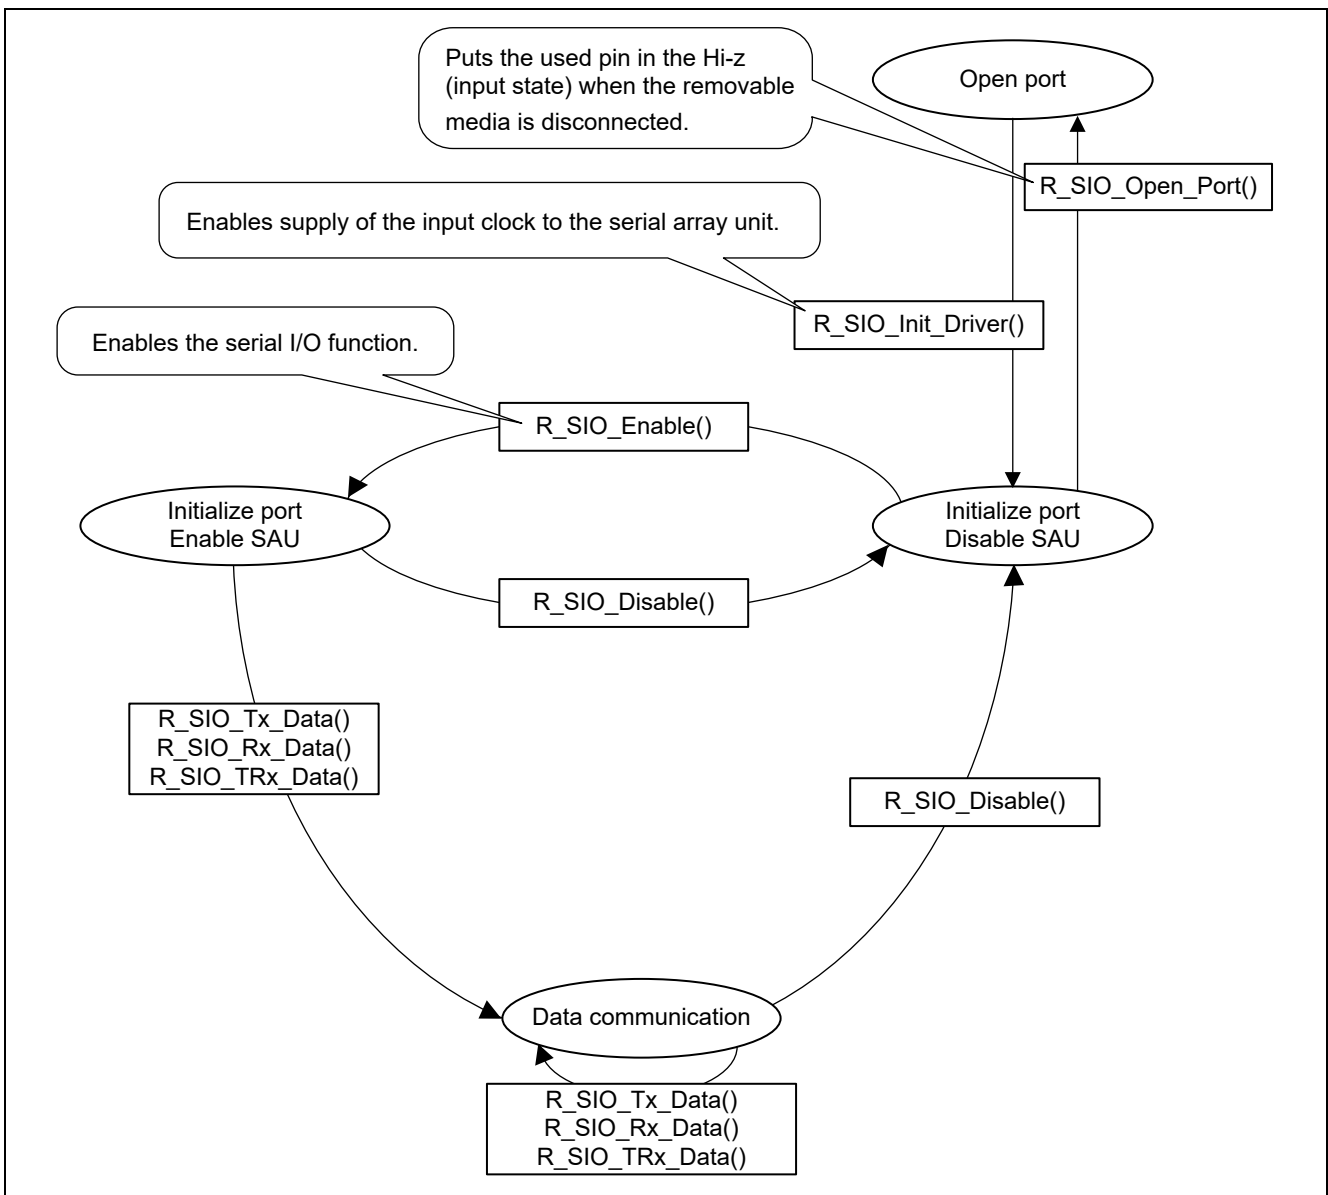 Puts the used pin in the Hi-z
(input state) when the removable
media is disconnected.
Open port
R_SIO_Open_Port()
Enables supply of the input clock to the serial array unit.
R_SIO_Init_Driver()
Enables the serial I/O function.
R_SIO_Enable()
Initialize port
Enable SAU
Initialize port
Disable SAU
R_SIO_Disable()
R_SIO_Tx_Data()
R_SIO_Rx_Data()
R_SIO_TRx_Data()
R_SIO_Disable()
Data communication
R_SIO_Tx_Data()
R_SIO_Rx_Data()
R_SIO_TRx_Data()